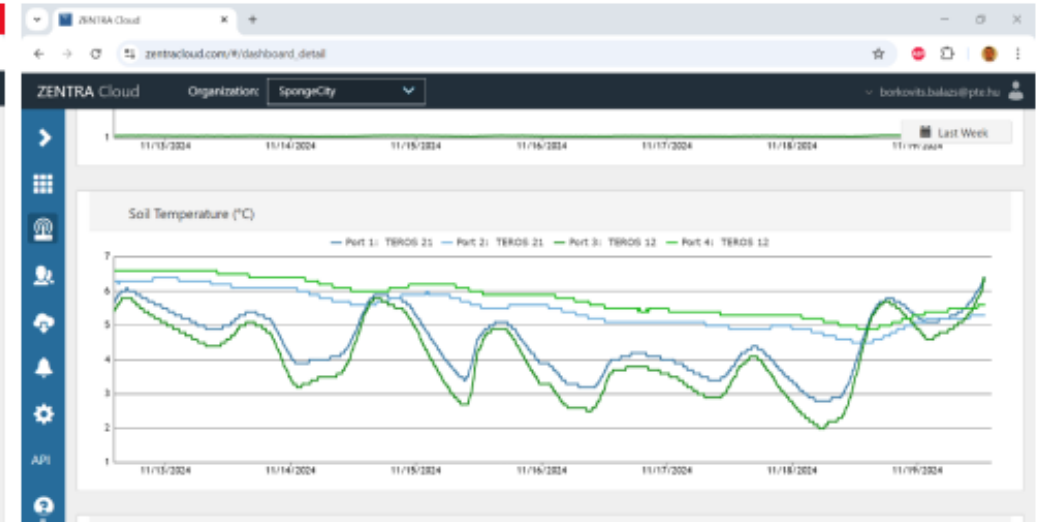 ZENTRA Cloud
zentracloud.com/#/dashboard_detail
ZENTRA Cloud Organization: SpongeCity borkovits.balazs@pte.hu
Last Week
1
11/13/2024 11/14/2024 11/15/2024 11/16/2024 11/17/2024 11/18/2024 11/19/2024
Soil Temperature (°C)
Port 1: TEROS 21 Port 2: TEROS 21 Port 3: TEROS 12 Port 4: TEROS 12
7
6
5
4
3
2
1
11/13/2024 11/14/2024 11/15/2024 11/16/2024 11/17/2024 11/18/2024 11/19/2024
API